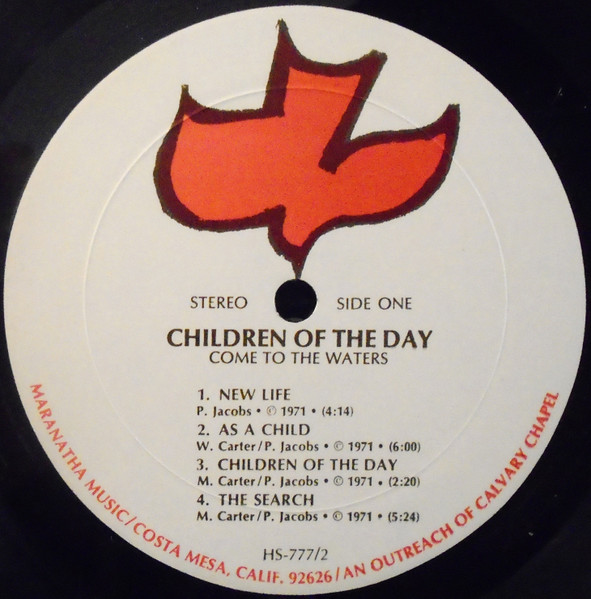 STEREO SIDE ONE
CHILDREN OF THE DAY
COME TO THE WATERS
1. NEW LIFE
P. Jacobs • © 1971 • (4:14)
2. AS A CHILD
W. Carter/P. Jacobs • © 1971 • (6:00)
3. CHILDREN OF THE DAY
M. Carter/P. Jacobs • © 1971 • (2:20)
4. THE SEARCH
M. Carter/P. Jacobs • © 1971 • (5:24)
HS-777/2
MARANATHA MUSIC/COSTA MESA, CALIF. 92626/AN OUTREACH OF CALVARY CHAPEL